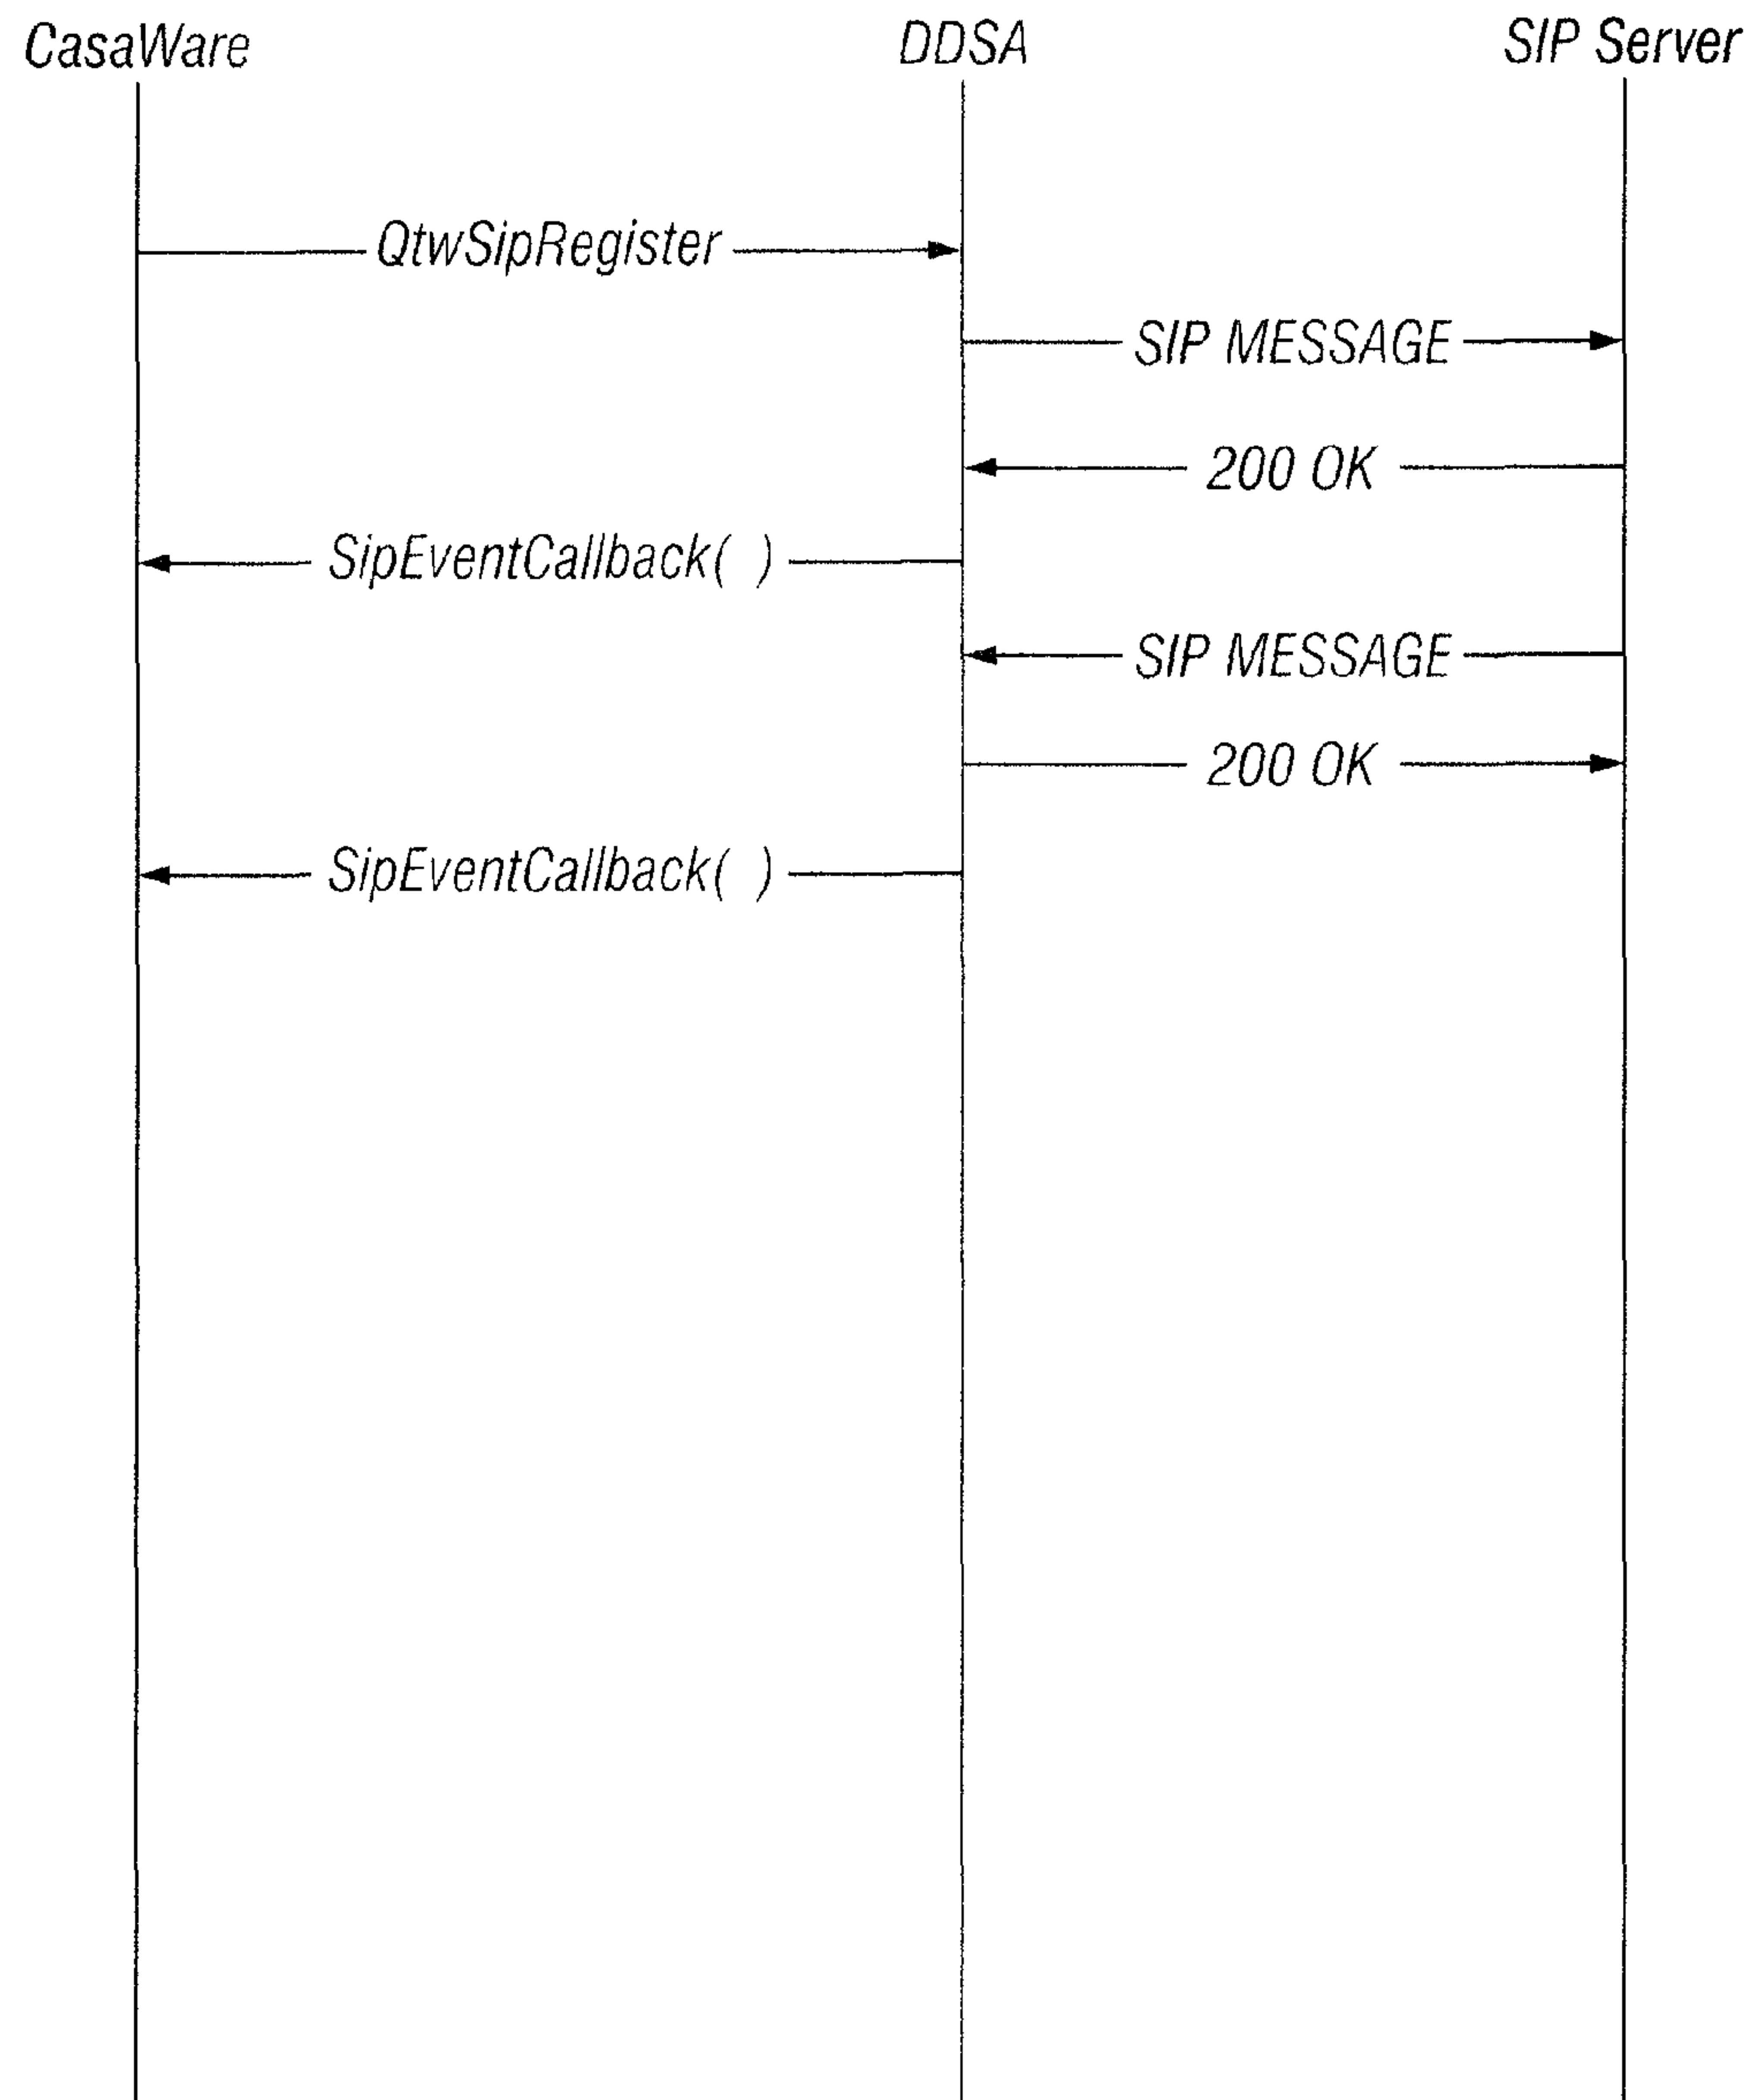 CasaWare DDSA SIP Server
QtwSipRegister
SIP MESSAGE
200 OK
SipEventCallback( )
SIP MESSAGE
200 OK
SipEventCallback( )